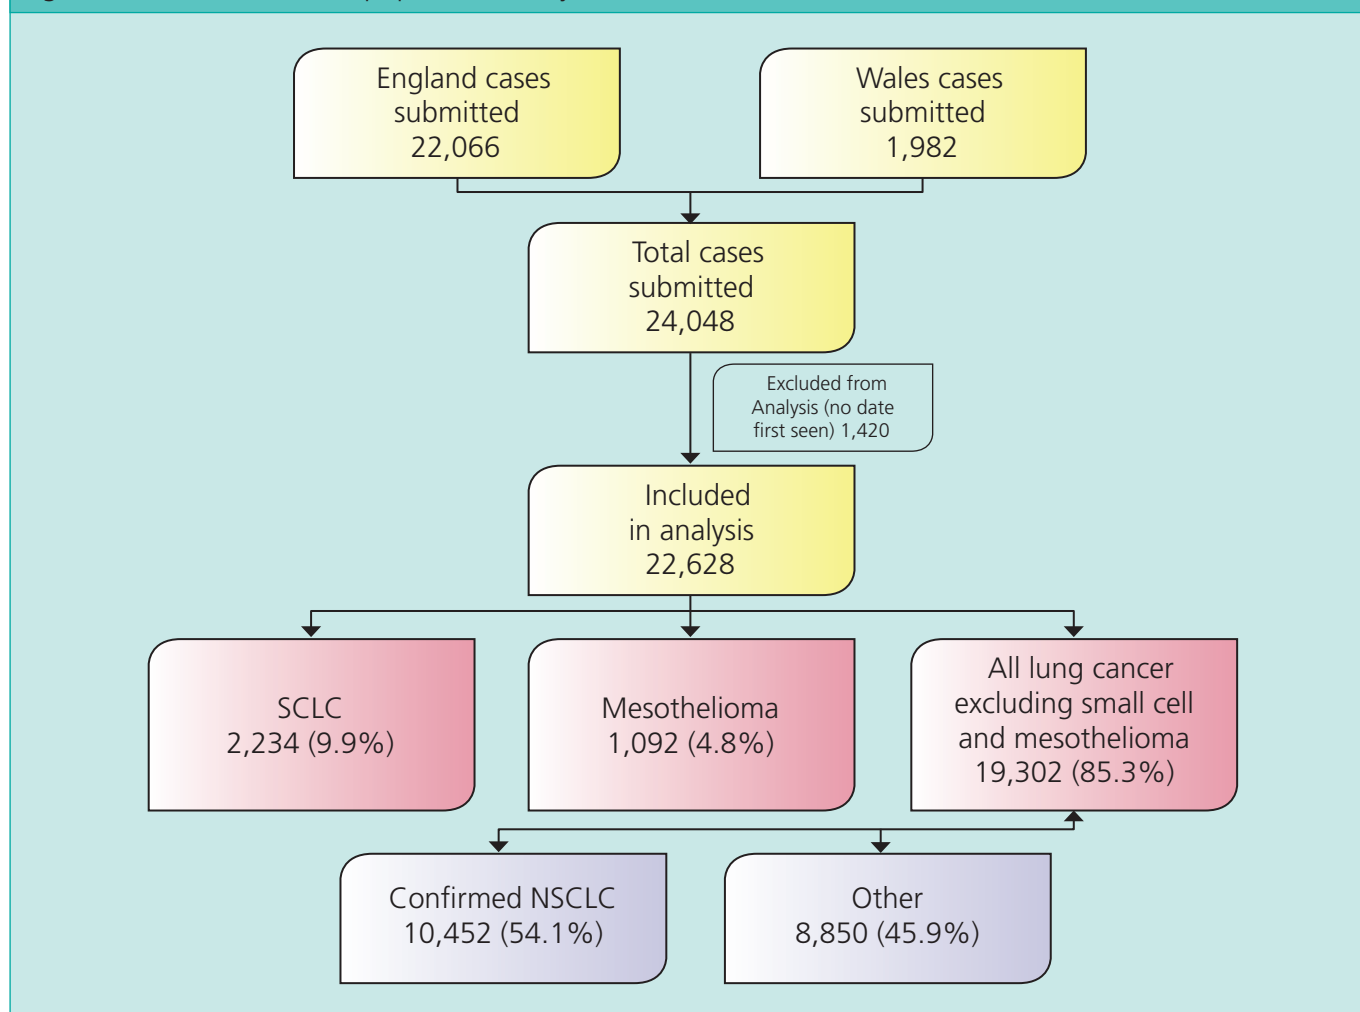 England cases
submitted
22,066
Wales cases
submitted
1,982
Total cases
submitted
24,048
Excluded from
Analysis (no date
first seen) 1,420
Included
in analysis
22,628
SCLC
2,234 (9.9%)
Mesothelioma
1,092 (4.8%)
All lung cancer
excluding small cell
and mesothelioma
19,302 (85.3%)
Confirmed NSCLC
10,452 (54.1%)
Other
8,850 (45.9%)